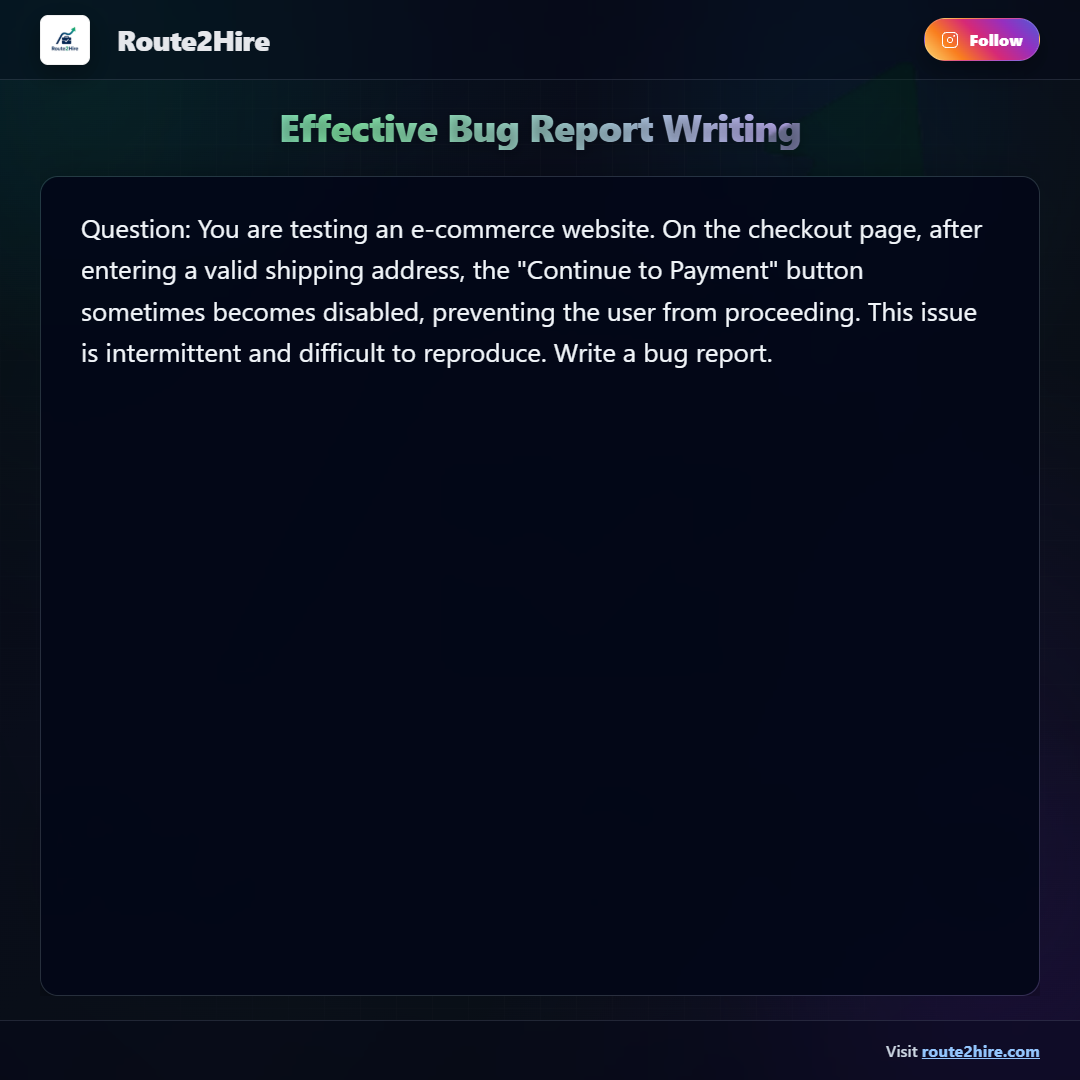 Route2Hire
Route2Hire
Follow
Effective Bug Report Writing
Question: You are testing an e-commerce website. On the checkout page, after
entering a valid shipping address, the "Continue to Payment" button
sometimes becomes disabled, preventing the user from proceeding. This issue
is intermittent and difficult to reproduce. Write a bug report.
Visit route2hire.com